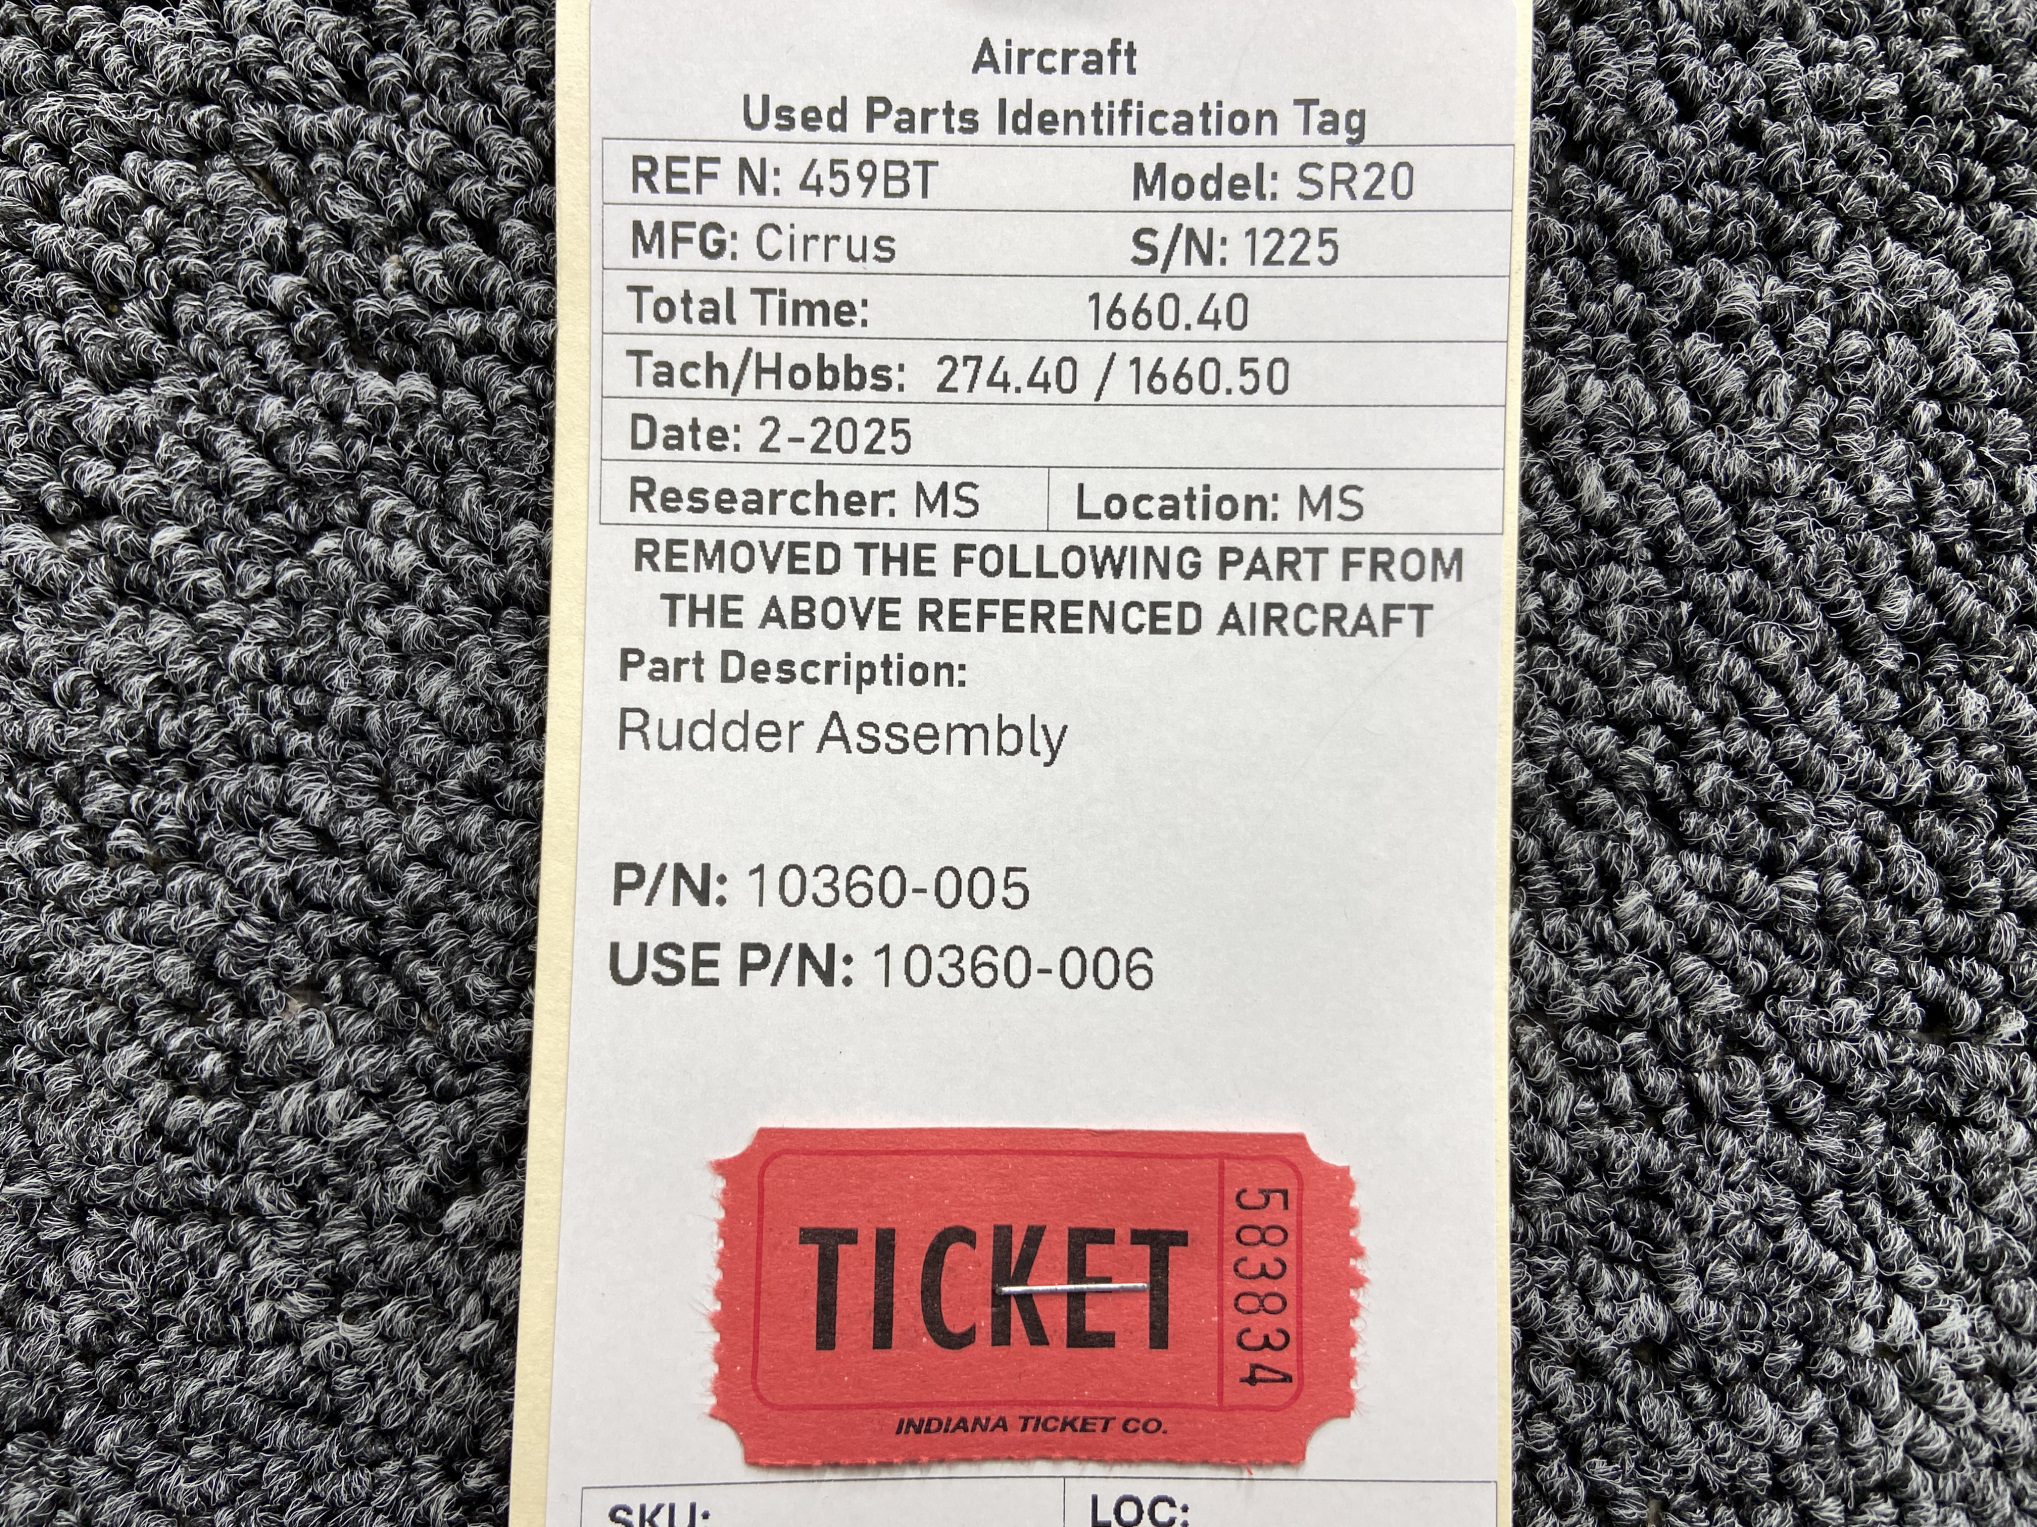 Aircraft
Used Parts Identification Tag
REF N: 459BT Model: SR20
MFG: Cirrus S/N: 1225
Total Time: 1660.40
Tach/Hobbs: 274.40 / 1660.50
Date: 2-2025
Researcher: MS Location: MS
REMOVED THE FOLLOWING PART FROM
THE ABOVE REFERENCED AIRCRAFT
Part Description:
Rudder Assembly
P/N: 10360-005
USE P/N: 10360-006
TICKET
583834
INDIANA TICKET CO.
SKU: LOC: